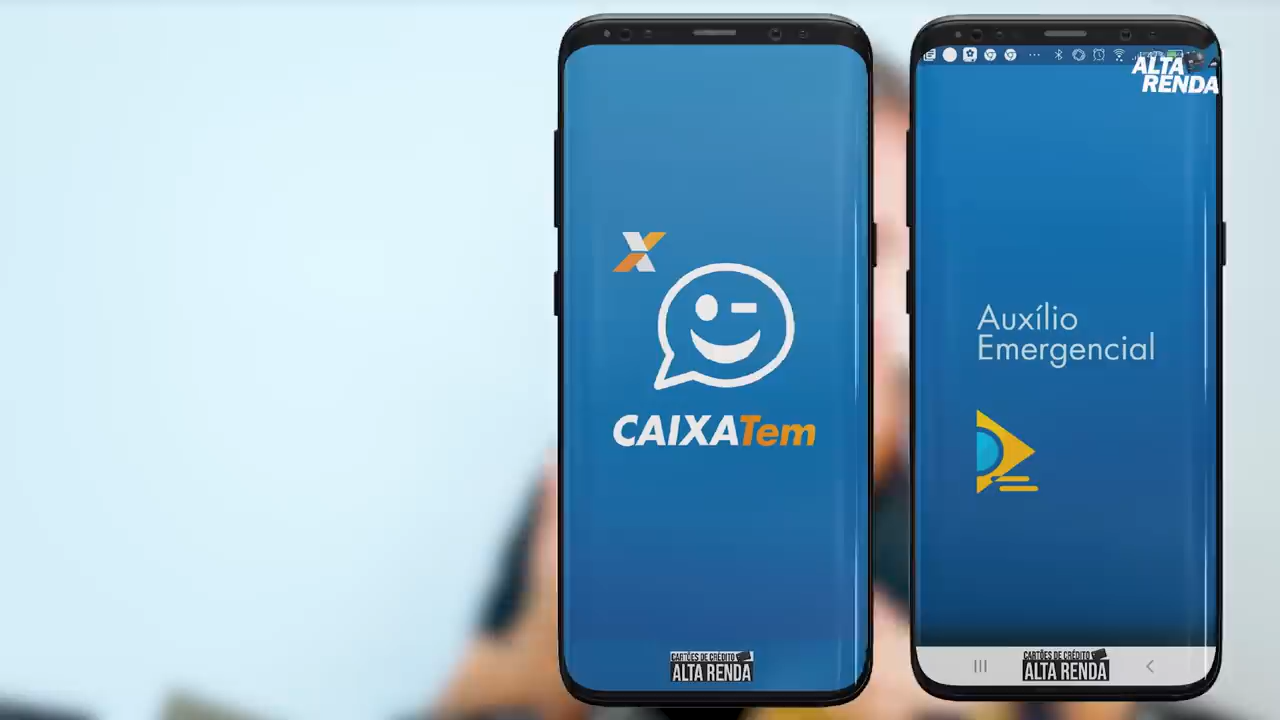 CAIXATem
CARTÕES DE CRÉDITO
ALTA RENDA
ALTA
RENDA
Auxílio
Emergencial
CARTÕES DE CRÉDITO
ALTA RENDA